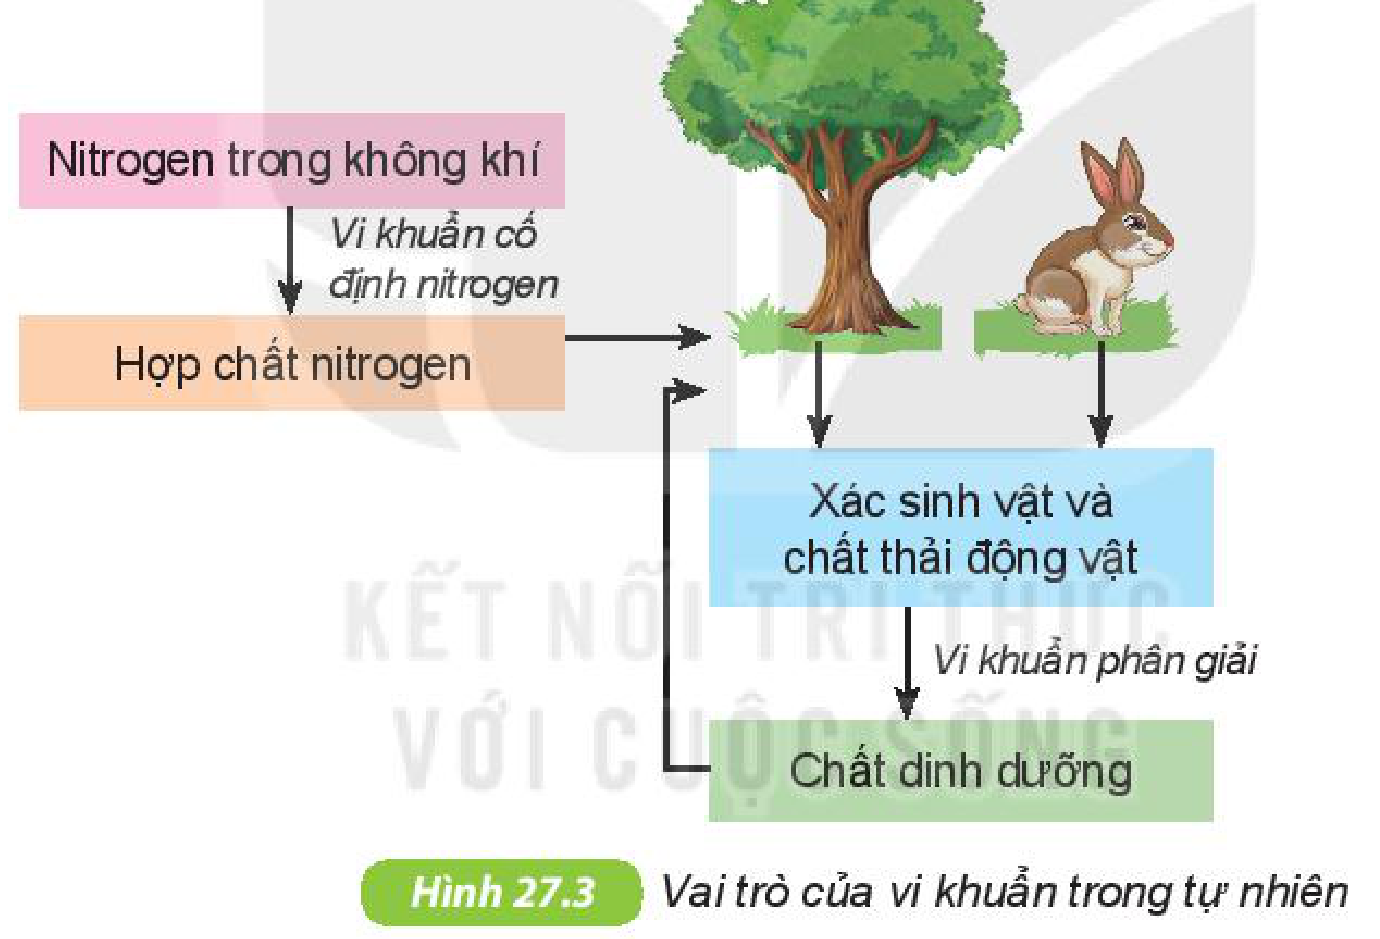 Nitrogen trong không khí
Vi khuẩn cố
định nitrogen
Hợp chất nitrogen
Xác sinh vật và
chất thải động vật
KẾT NỐI TRI THỨC
Vi khuẩn phân giải
VỚI CUỘC SỐNG
Chất dinh dưỡng
Hình 27.3 Vai trò của vi khuẩn trong tự nhiên